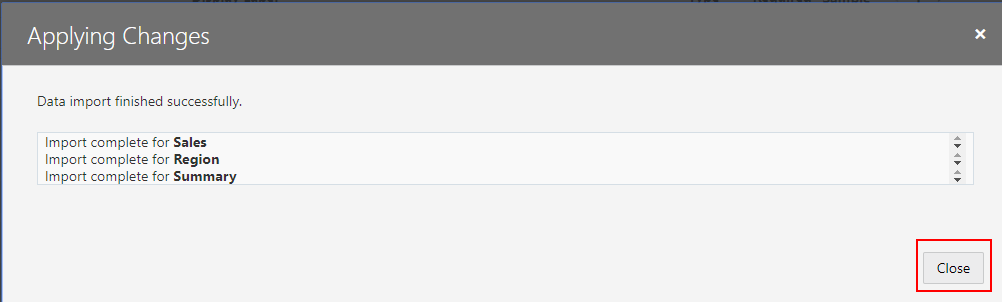 Applying Changes
Data import finished successfully.
Import complete for Sales
Import complete for Region
Import complete for Summary
Close